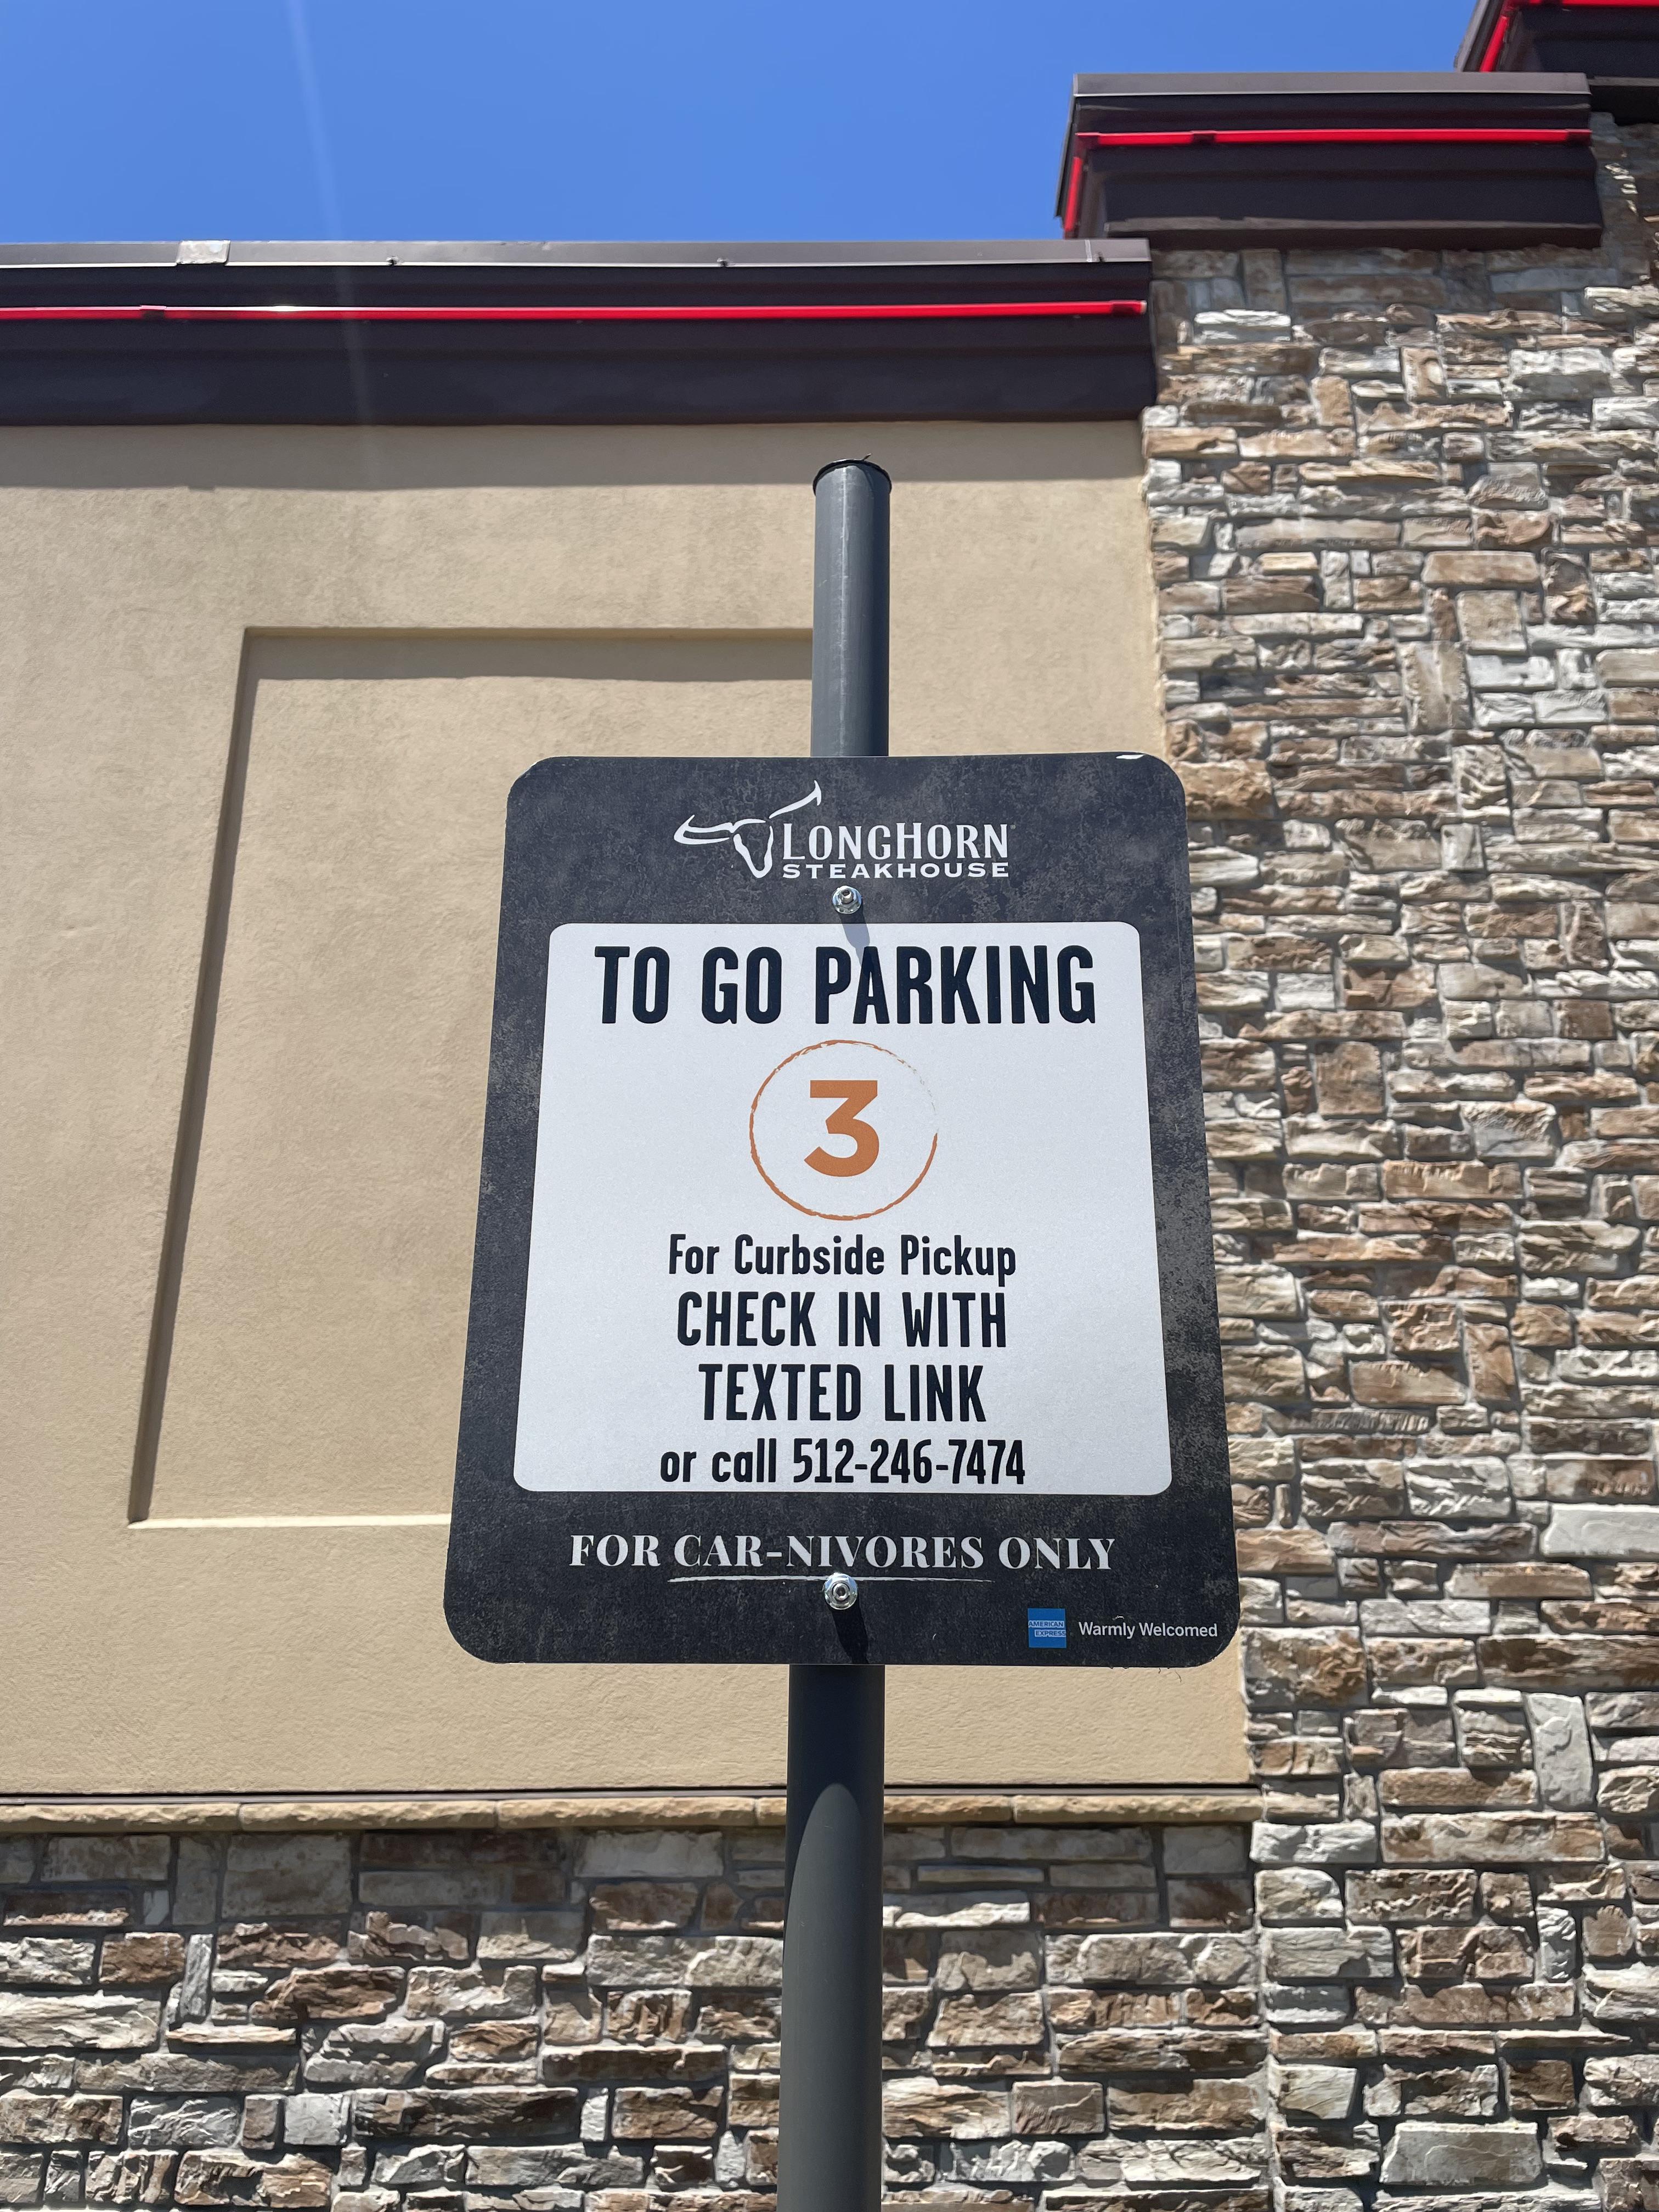 LONGHORN
STEAKHOUSE
TO GO PARKING
3
For Curbside Pickup
CHECK IN WITH
TEXTED LINK
or call 512-246-7474
FOR CAR-NIVORES ONLY
AMERICAN
EXPRESS
Warmly Welcomed